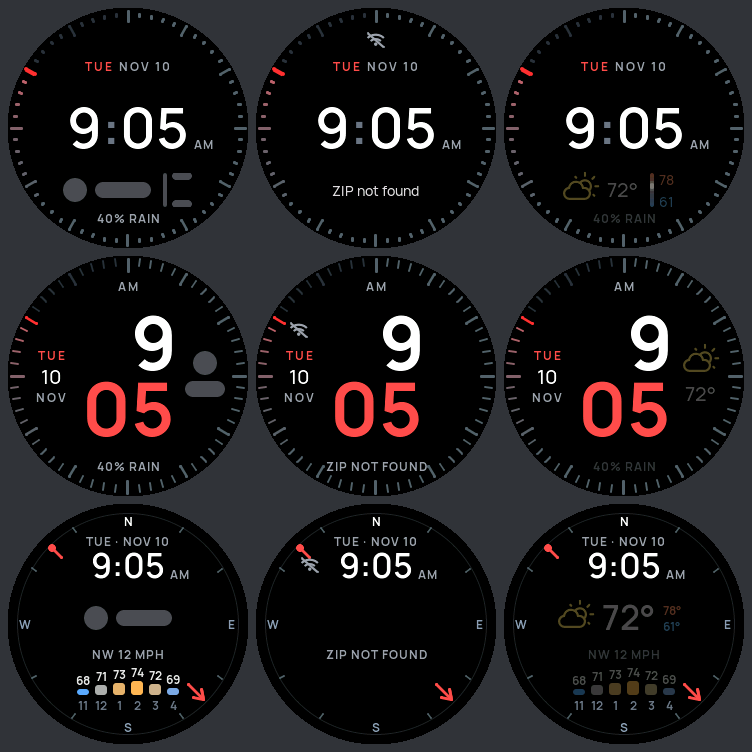 TUE NOV 10
9:05 AM
40% RAIN
TUE NOV 10
9:05 AM
ZIP not found
TUE NOV 10
9:05 AM
72° 78
61
40% RAIN
AM
9
TUE
10
NOV
05
40% RAIN
AM
9
TUE
10
NOV
05
ZIP NOT FOUND
AM
9
TUE
10
NOV
05
72°
40% RAIN
N
TUE · NOV 10
9:05 AM
W E
NW 12 MPH
68 71 73 74 72 69
11 12 1 2 3 4
S
N
TUE · NOV 10
9:05 AM
W E
ZIP NOT FOUND
S
N
TUE · NOV 10
9:05 AM
72° 78°
61°
W E
NW 12 MPH
68 71 73 74 72 69
11 12 1 2 3 4
S